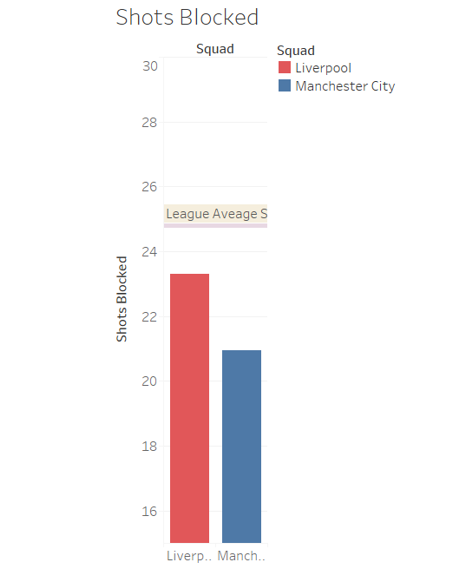 Shots Blocked
Squad
Squad
Liverpool
Manchester City
30
28
26
League Aveage S
24
22
20
18
16
Shots Blocked
Liverp..
Manch..